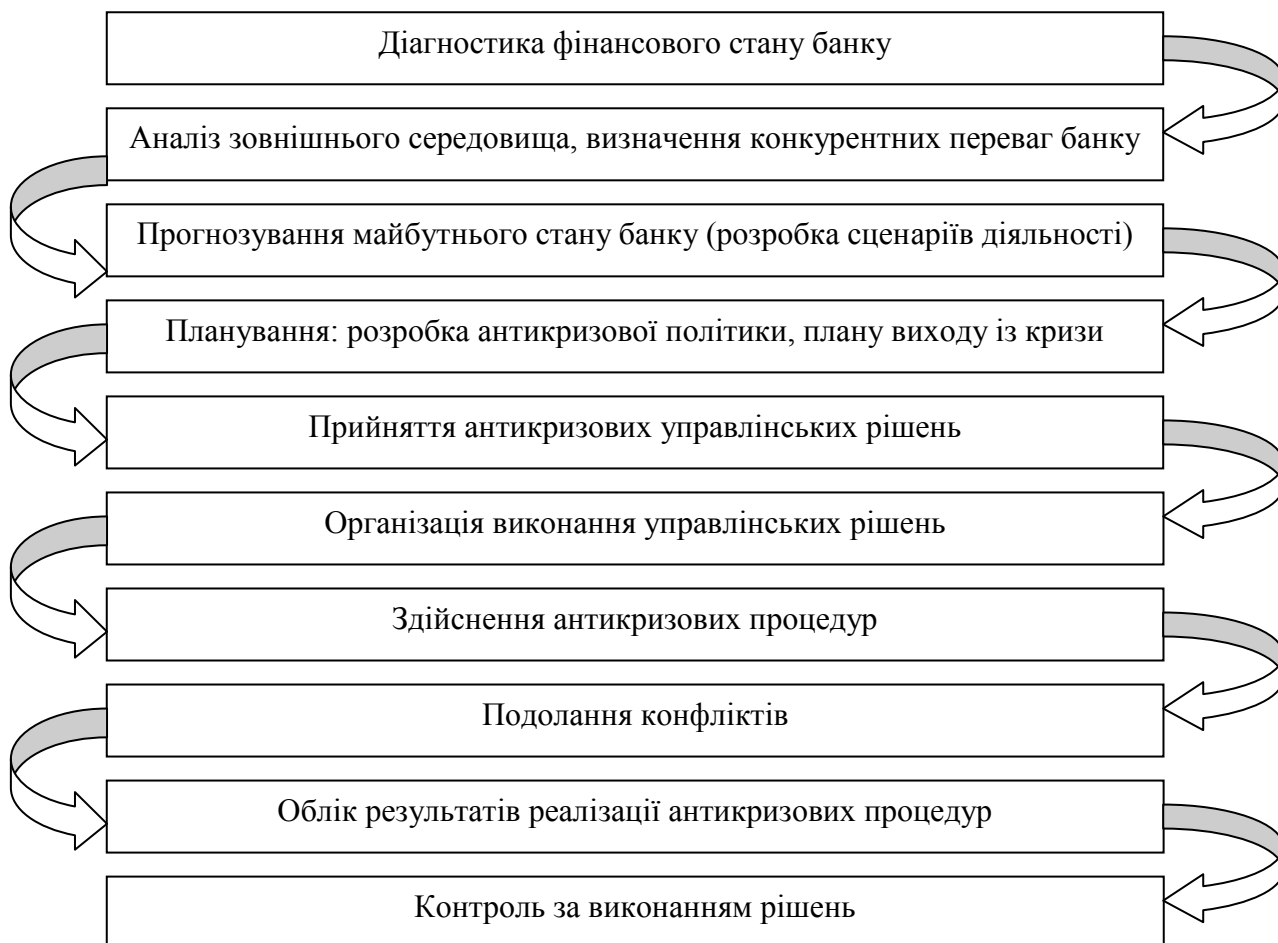 Діагностика фінансового стану банку
Аналіз зовнішнього середовища, визначення конкурентних переваг банку
Прогнозування майбутнього стану банку (розробка сценаріїв діяльності)
Планування: розробка антикризової політики, плану виходу із кризи
Прийняття антикризових управлінських рішень
Організація виконання управлінських рішень
Здійснення антикризових процедур
Подолання конфліктів
Облік результатів реалізації антикризових процедур
Контроль за виконанням рішень